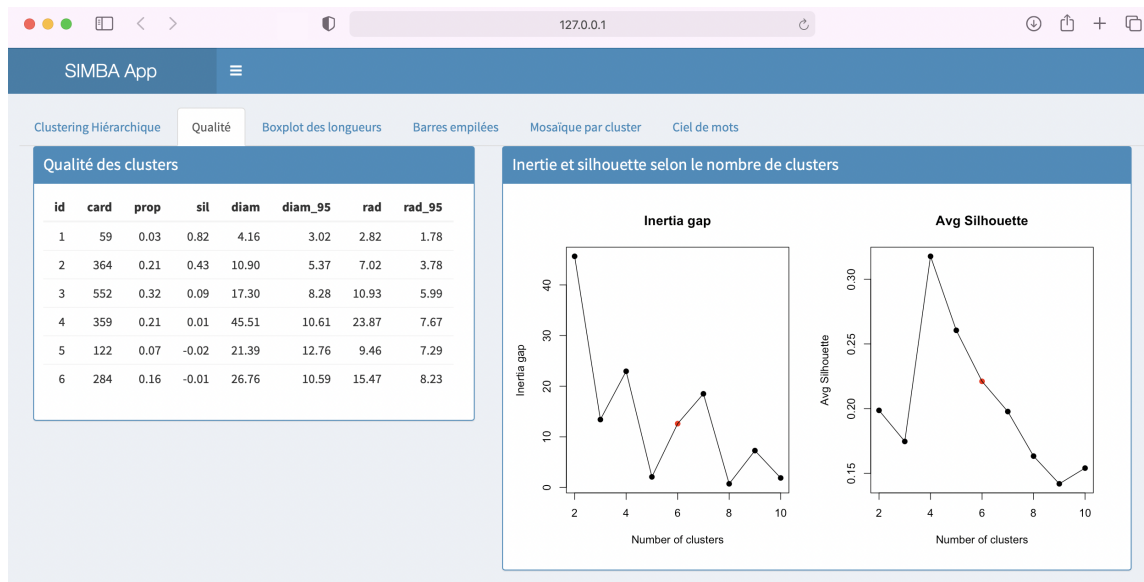 127.0.0.1
SIMBA App
Clustering Hiérarchique Qualité Boxplot des longueurs Barres empilées Mosaïque par cluster Ciel de mots
Qualité des clusters
id card prop sil diam diam_95 rad rad_95
1 59 0.03 0.82 4.16 3.02 2.82 1.78
2 364 0.21 0.43 10.90 5.37 7.02 3.78
3 552 0.32 0.09 17.30 8.28 10.93 5.99
4 359 0.21 0.01 45.51 10.61 23.87 7.67
5 122 0.07 -0.02 21.39 12.76 9.46 7.29
6 284 0.16 -0.01 26.76 10.59 15.47 8.23
Inertie et silhouette selon le nombre de clusters
Inertia gap
Inertia gap
40
30
20
10
0
2 4 6 8 10
Number of clusters
Avg Silhouette
Avg Silhouette
0.30
0.25
0.20
0.15
2 4 6 8 10
Number of clusters